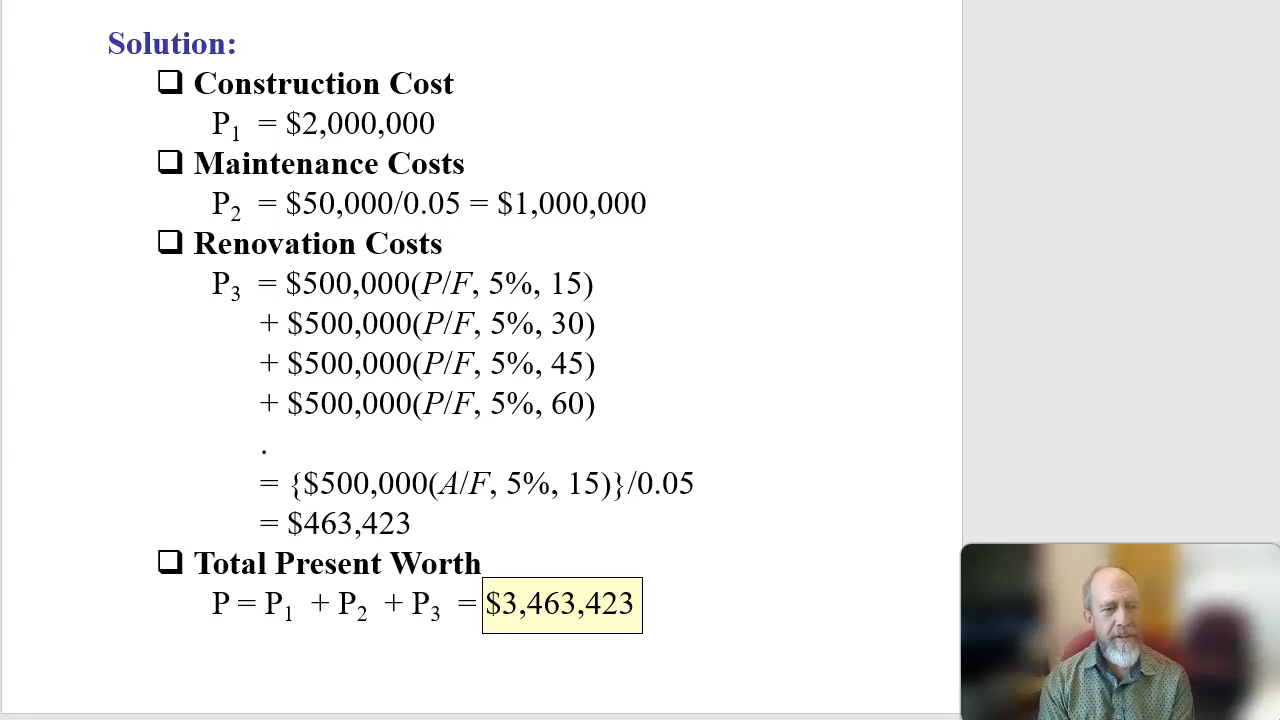 Solution:
❑ Construction Cost
P₁ = $2,000,000
❑ Maintenance Costs
P₂ = $50,000/0.05 = $1,000,000
❑ Renovation Costs
P₃ = $500,000(P/F, 5%, 15)
+ $500,000(P/F, 5%, 30)
+ $500,000(P/F, 5%, 45)
+ $500,000(P/F, 5%, 60)
.
= {$500,000(A/F, 5%, 15)}/0.05
= $463,423
❑ Total Present Worth
P = P₁ + P₂ + P₃ = $3,463,423